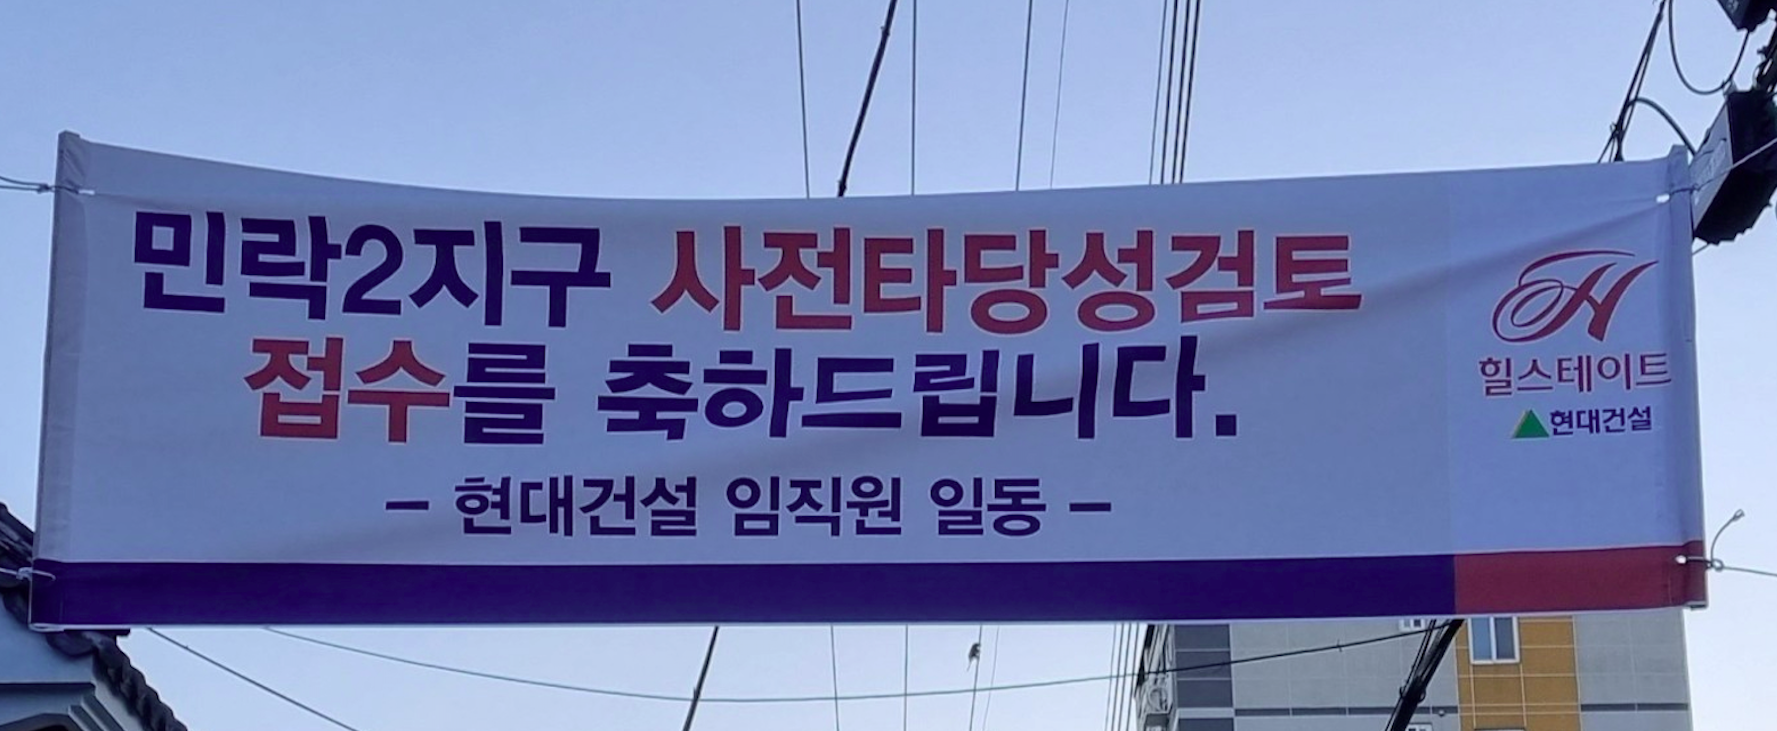 민락2지구 사전타당성검토
접수를 축하드립니다.
- 현대건설 임직원 일동 -
H
힐스테이트
현대건설